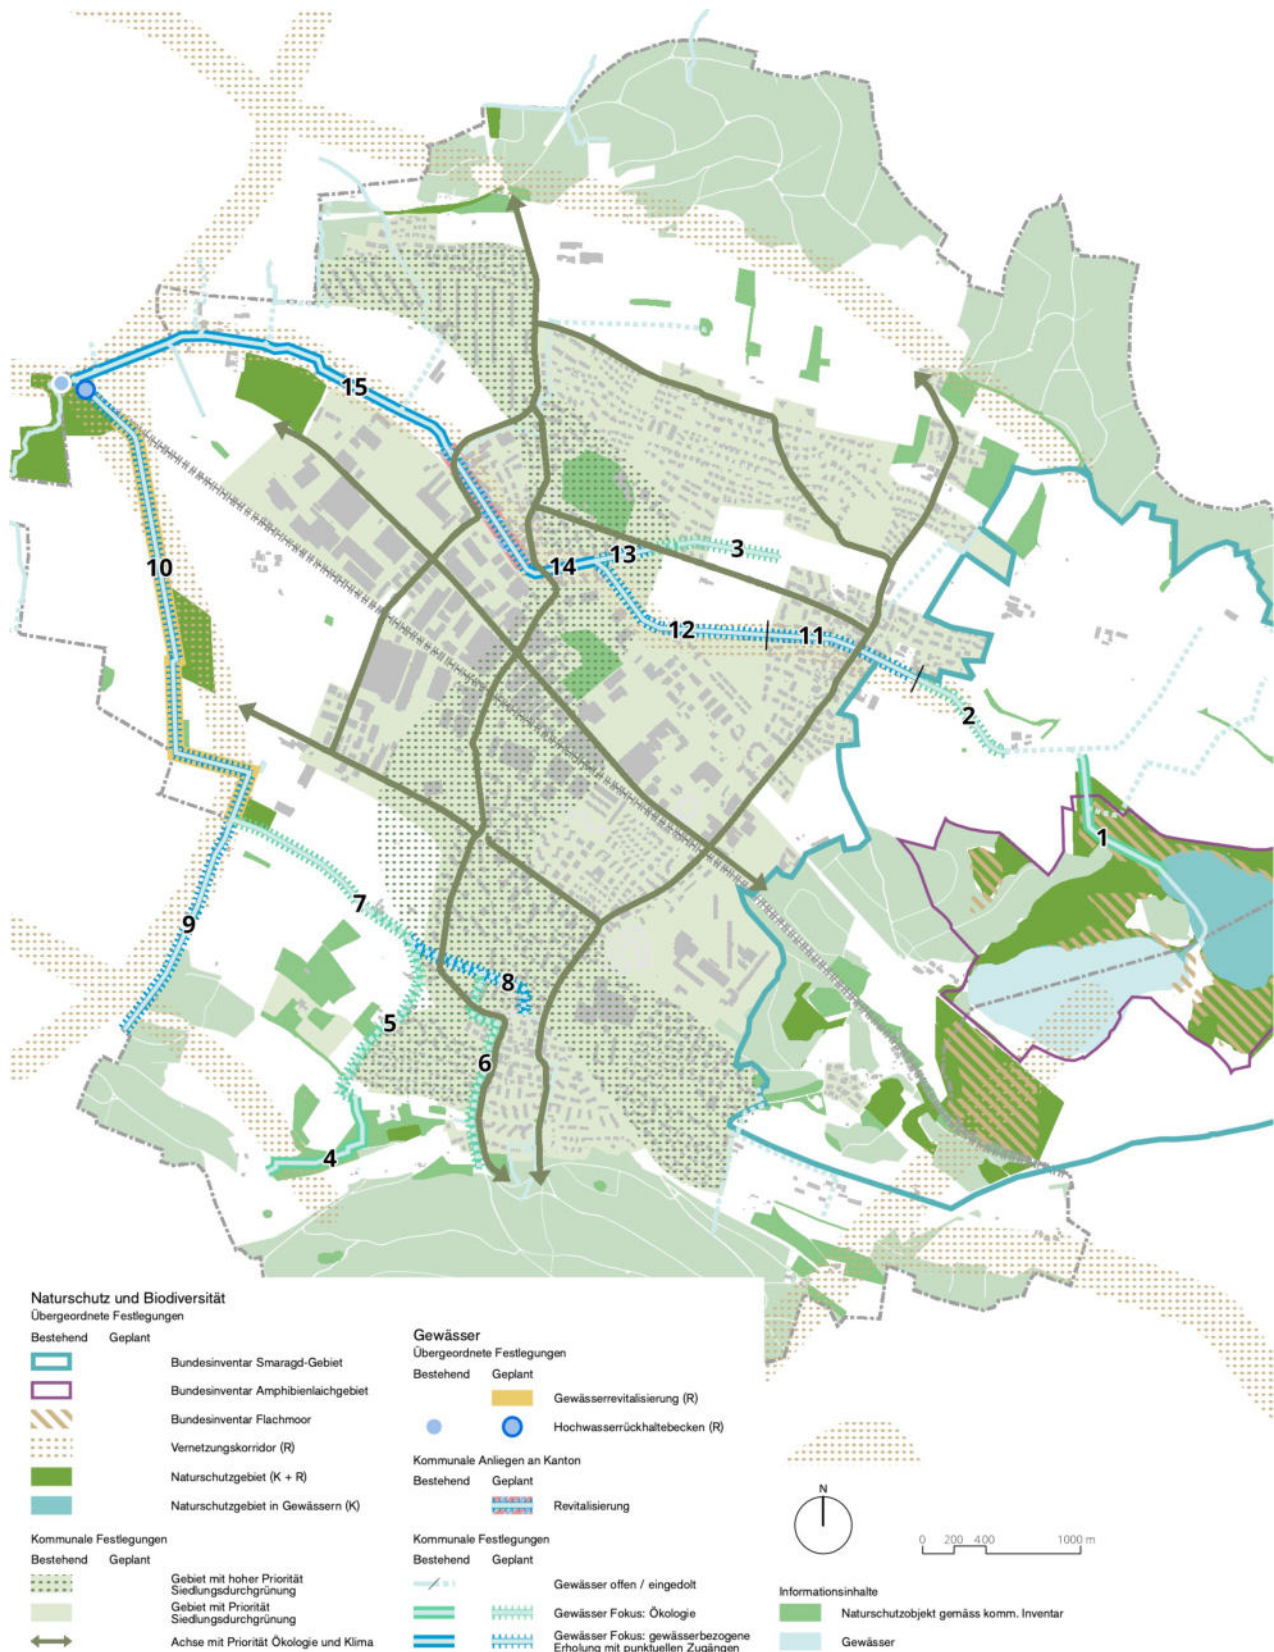 15
3
13
14
10
12
11
2
1
7
9
8
5
6
4
Naturschutz und Biodiversität
Übergeordnete Festlegungen
Bestehend Geplant
Bundesinventar Smaragd-Gebiet
Bundesinventar Amphibienlaichgebiet
Bundesinventar Flachmoor
Vernetzungskorridor (R)
Naturschutzgebiet (K + R)
Naturschutzgebiet in Gewässern (K)
Kommunale Festlegungen
Bestehend Geplant
Gebiet mit hoher Priorität
Siedlungsdurchgrünung
Gebiet mit Priorität
Siedlungsdurchgrünung
Achse mit Priorität Ökologie und Klima
Gewässer
Übergeordnete Festlegungen
Bestehend Geplant
Gewässerrevitalisierung (R)
Hochwasserrückhaltebecken (R)
Kommunale Anliegen an Kanton
Bestehend Geplant
Revitalisierung
Kommunale Festlegungen
Bestehend Geplant
Gewässer offen / eingedolt
Gewässer Fokus: Ökologie
Gewässer Fokus: gewässerbezogene
Erholung mit punktuellen Zugängen
N
0 200 400 1000 m
Informationsinhalte
Naturschutzobjekt gemäss komm. Inventar
Gewässer